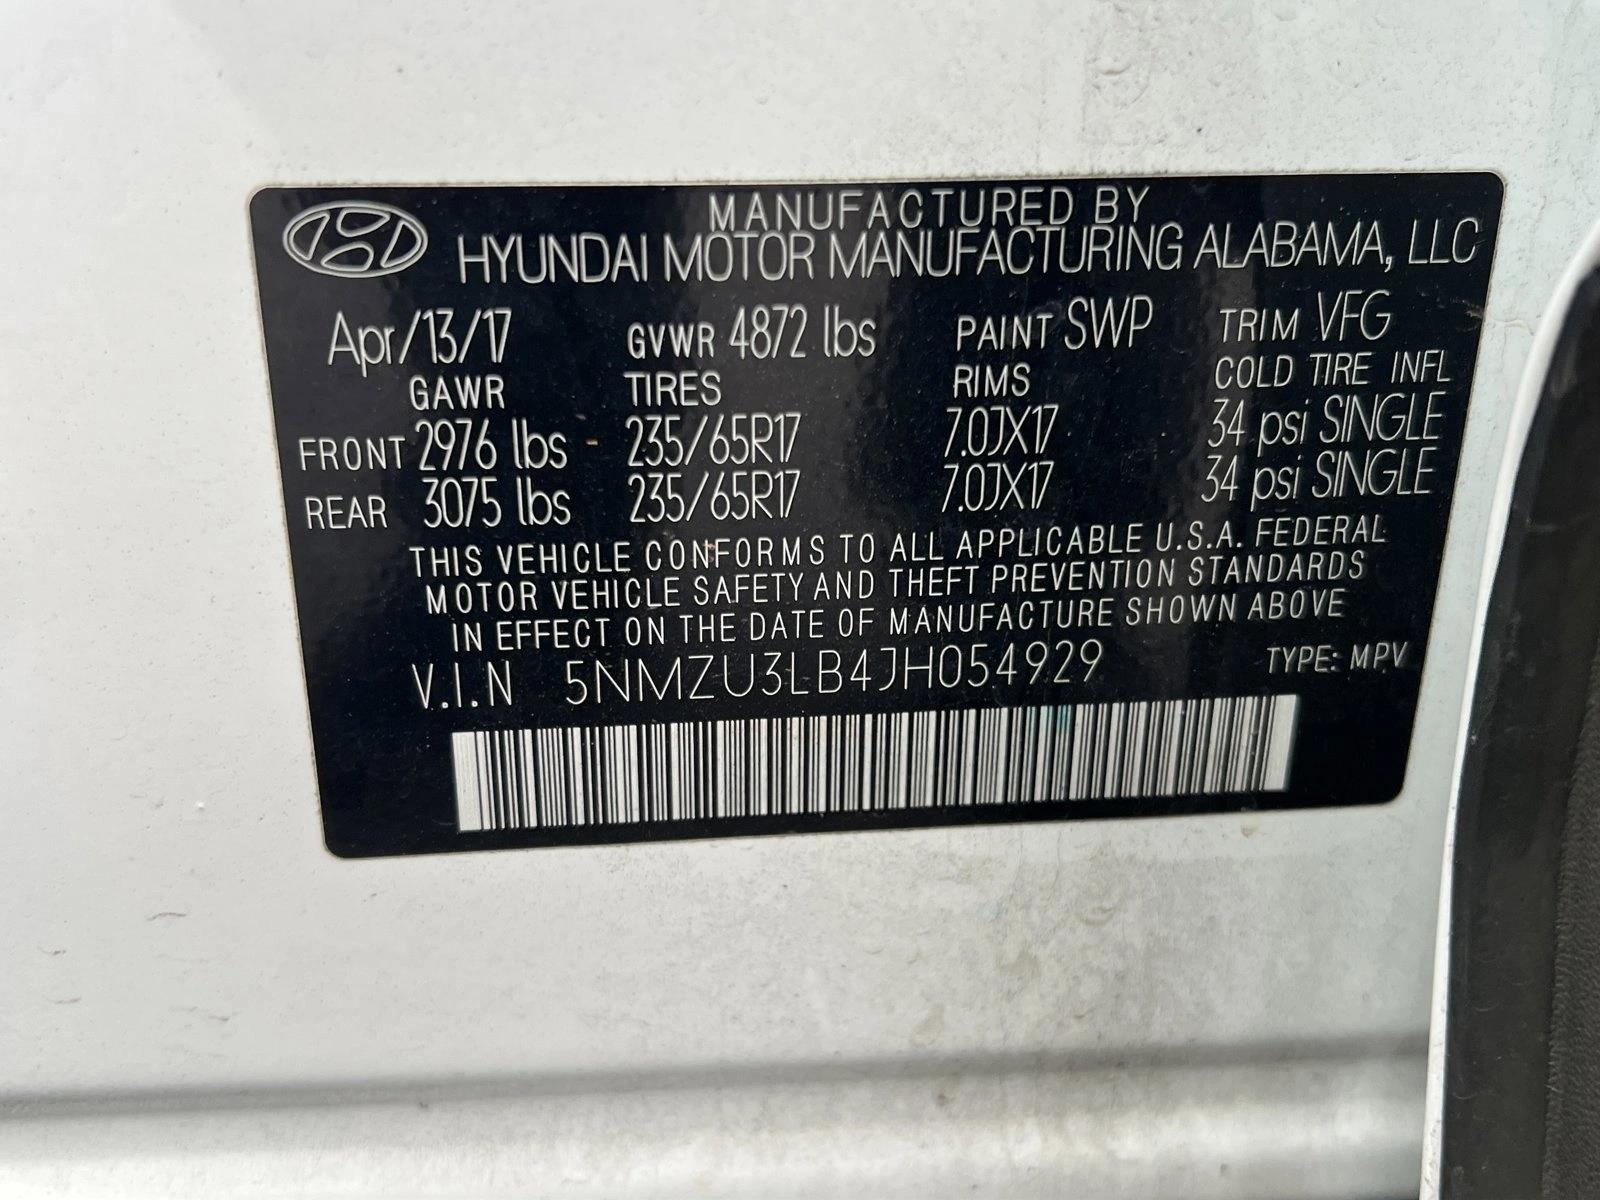 MANUFACTURED BY
HYUNDAI MOTOR MANUFACTURING ALABAMA, LLC
Apr/13/17 GVWR 4872 lbs PAINT SWP TRIM VFG
GAWR TIRES RIMS COLD TIRE INFL
FRONT 2976 lbs 235/65R17 7.0JX17 34 psi SINGLE
REAR 3075 lbs 235/65R17 7.0JX17 34 psi SINGLE
THIS VEHICLE CONFORMS TO ALL APPLICABLE U.S.A. FEDERAL
MOTOR VEHICLE SAFETY AND THEFT PREVENTION STANDARDS
IN EFFECT ON THE DATE OF MANUFACTURE SHOWN ABOVE
V.I.N 5NMZU3LB4JH054929 TYPE: MPV